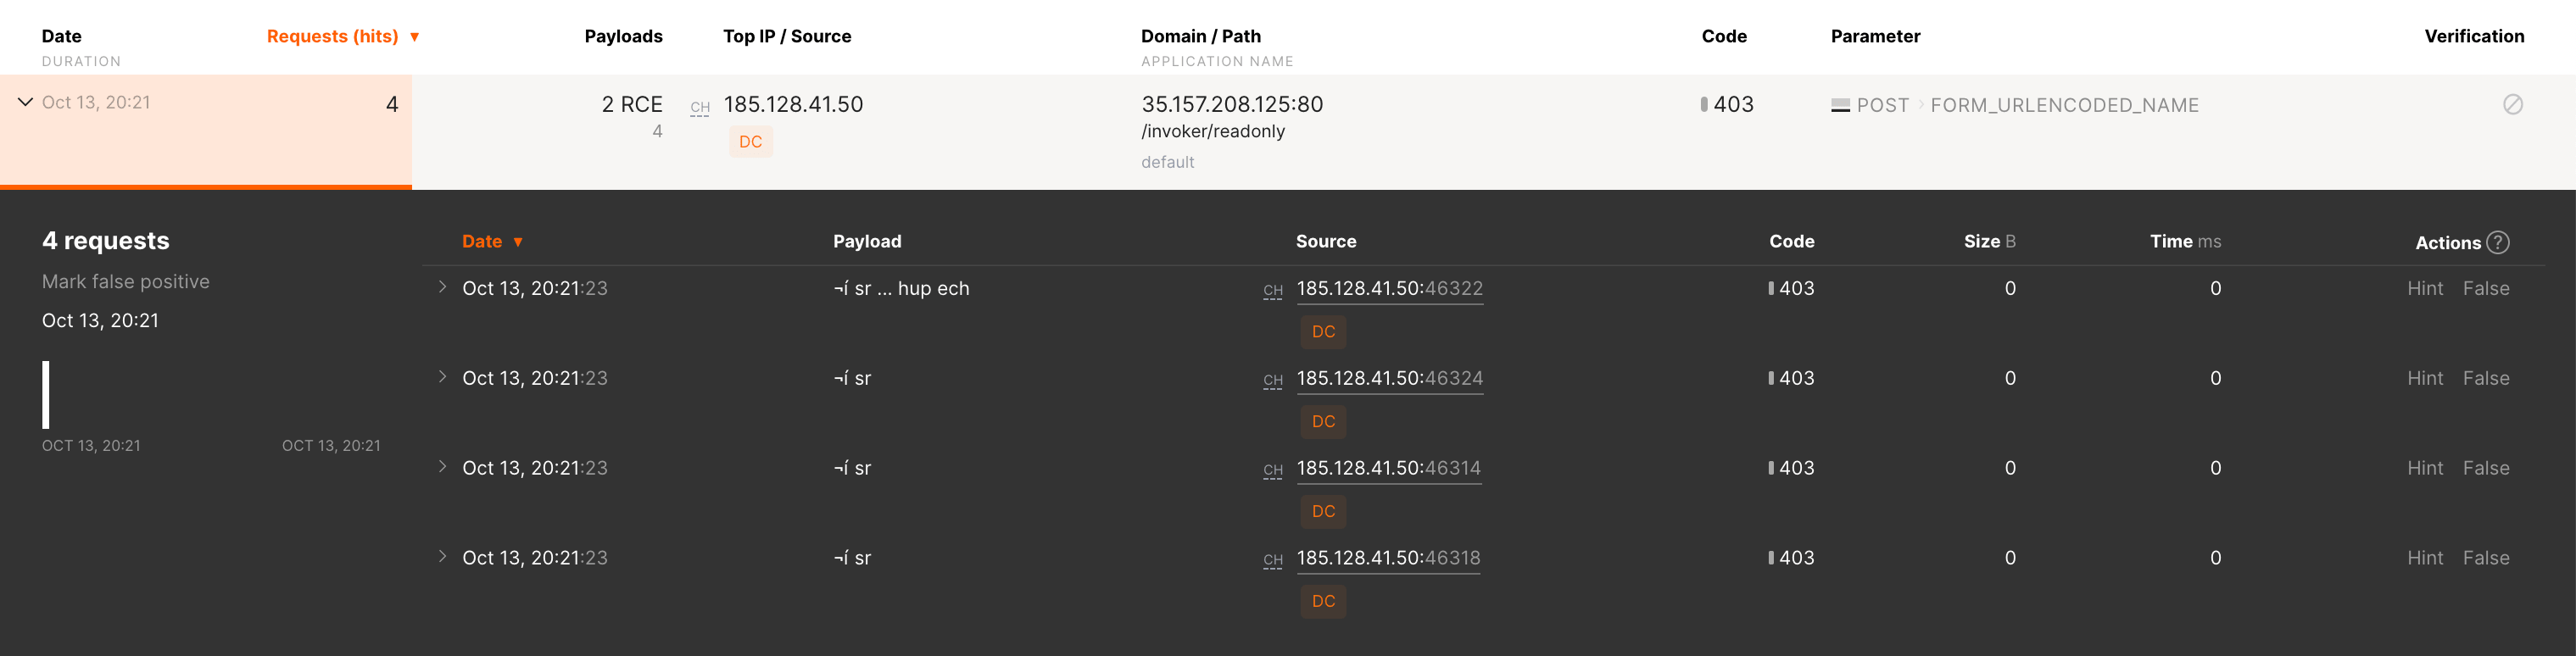 Date Requests (hits) ▼ Payloads Top IP / Source Domain / Path Code Parameter Verification
DURATION APPLICATION NAME
Oct 13, 20:21 4 2 RCE CH 185.128.41.50 35.157.208.125:80 403 POST › FORM_URLENCODED_NAME
4 DC /invoker/readonly
default
4 requests Date ▼ Payload Source Code Size B Time ms Actions ?
Mark false positive
Oct 13, 20:21
OCT 13, 20:21 OCT 13, 20:21
Oct 13, 20:21:23 ¬í sr ... hup ech CH 185.128.41.50:46322 403 0 0 Hint False
DC
Oct 13, 20:21:23 ¬í sr CH 185.128.41.50:46324 403 0 0 Hint False
DC
Oct 13, 20:21:23 ¬í sr CH 185.128.41.50:46314 403 0 0 Hint False
DC
Oct 13, 20:21:23 ¬í sr CH 185.128.41.50:46318 403 0 0 Hint False
DC